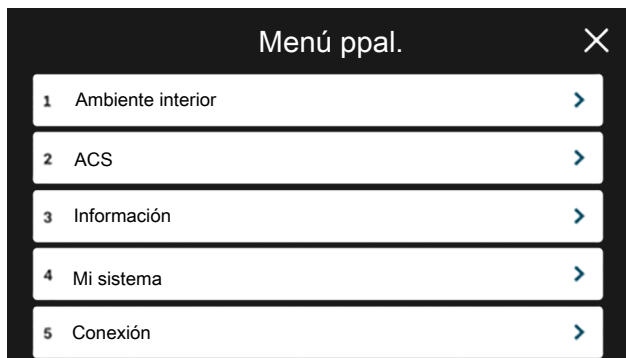 Menú ppal.
1 Ambiente interior
2 ACS
3 Información
4 Mi sistema
5 Conexión